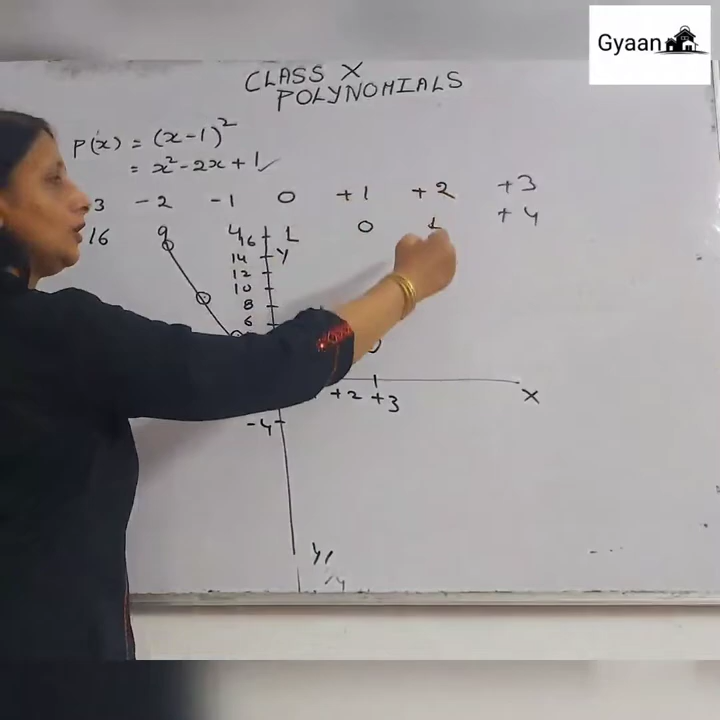 Gyaan
CLASS X
POLYNOMIALS
P(x) = (x-1)²
= x² - 2x + 1 ✓
3 -2 -1 0 +1 +2 +3
16 9 4 1 0 1 +4
16
14 Y
12
10
8
6
+2 +3
X
-4
Y'